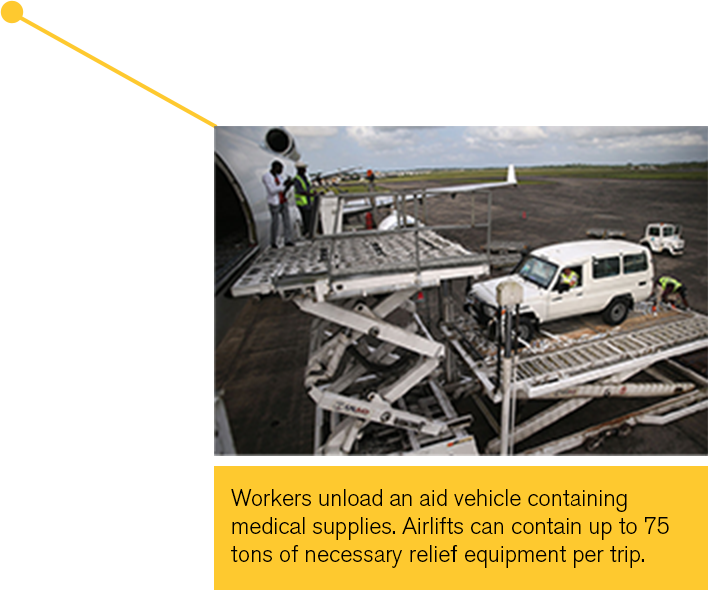 Workers unload an aid vehicle containing
medical supplies. Airlifts can contain up to 75
tons of necessary relief equipment per trip.